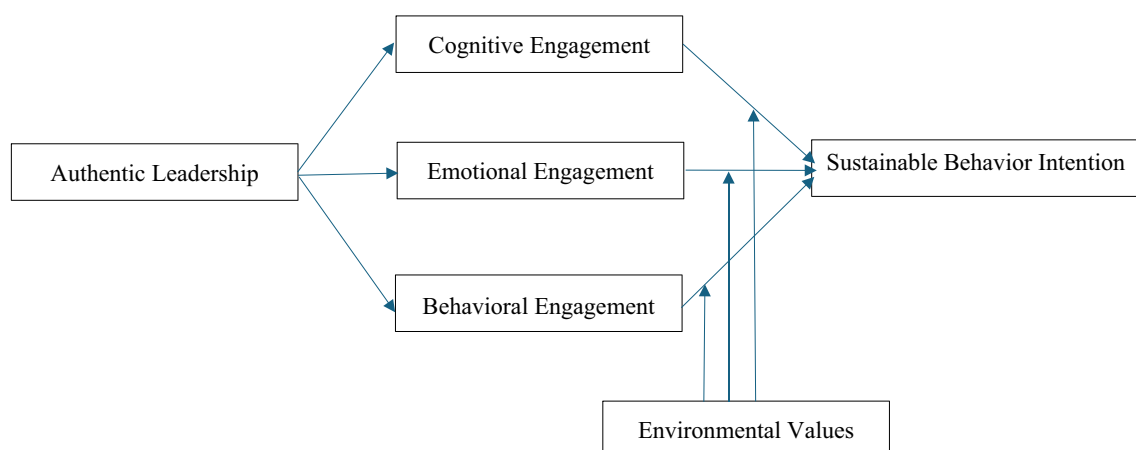 Cognitive Engagement
Authentic Leadership
Emotional Engagement
Sustainable Behavior Intention
Behavioral Engagement
Environmental Values